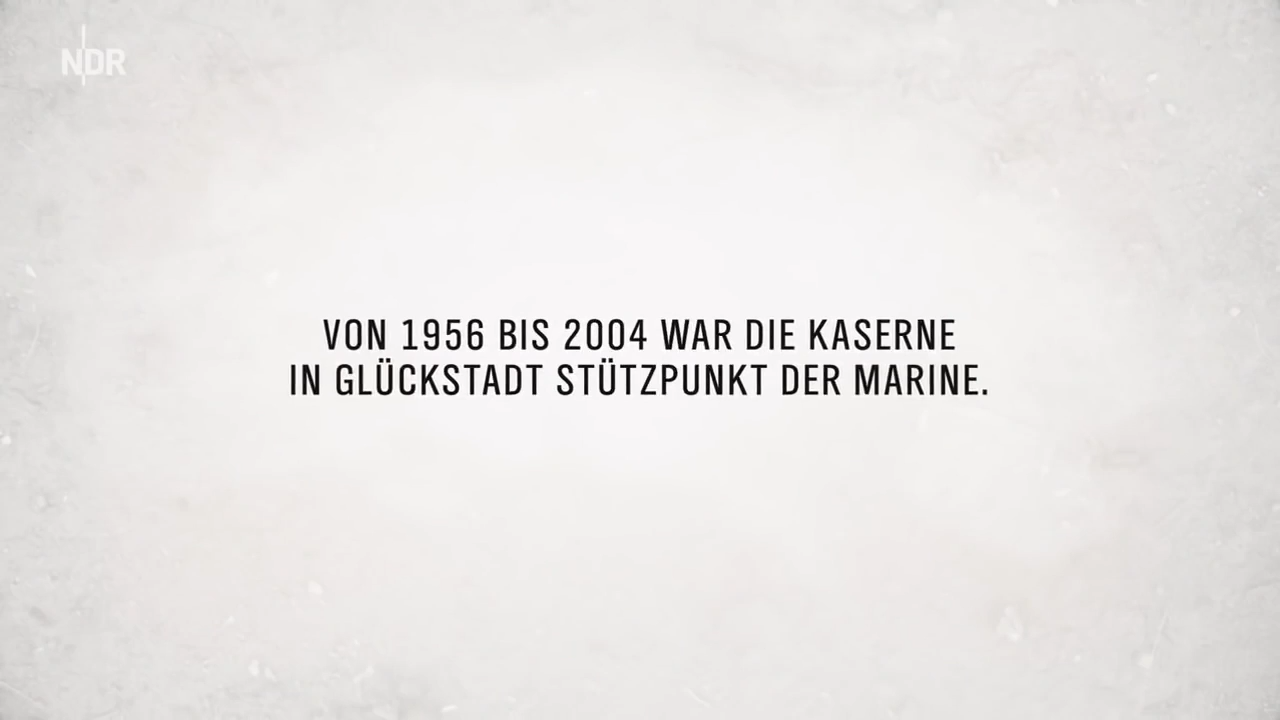 NDR
VON 1956 BIS 2004 WAR DIE KASERNE
IN GLÜCKSTADT STÜTZPUNKT DER MARINE.